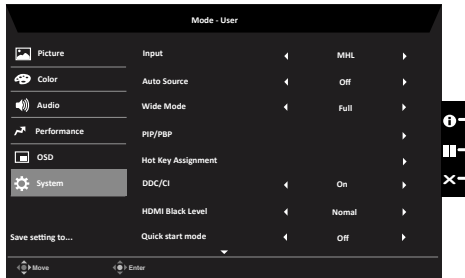 Mode - User
Picture
Color
Audio
Performance
OSD
System
Save setting to...
Input MHL
Auto Source Off
Wide Mode Full
PIP/PBP
Hot Key Assignment
DDC/CI On
HDMI Black Level Nomal
Quick start mode Off
Move Enter